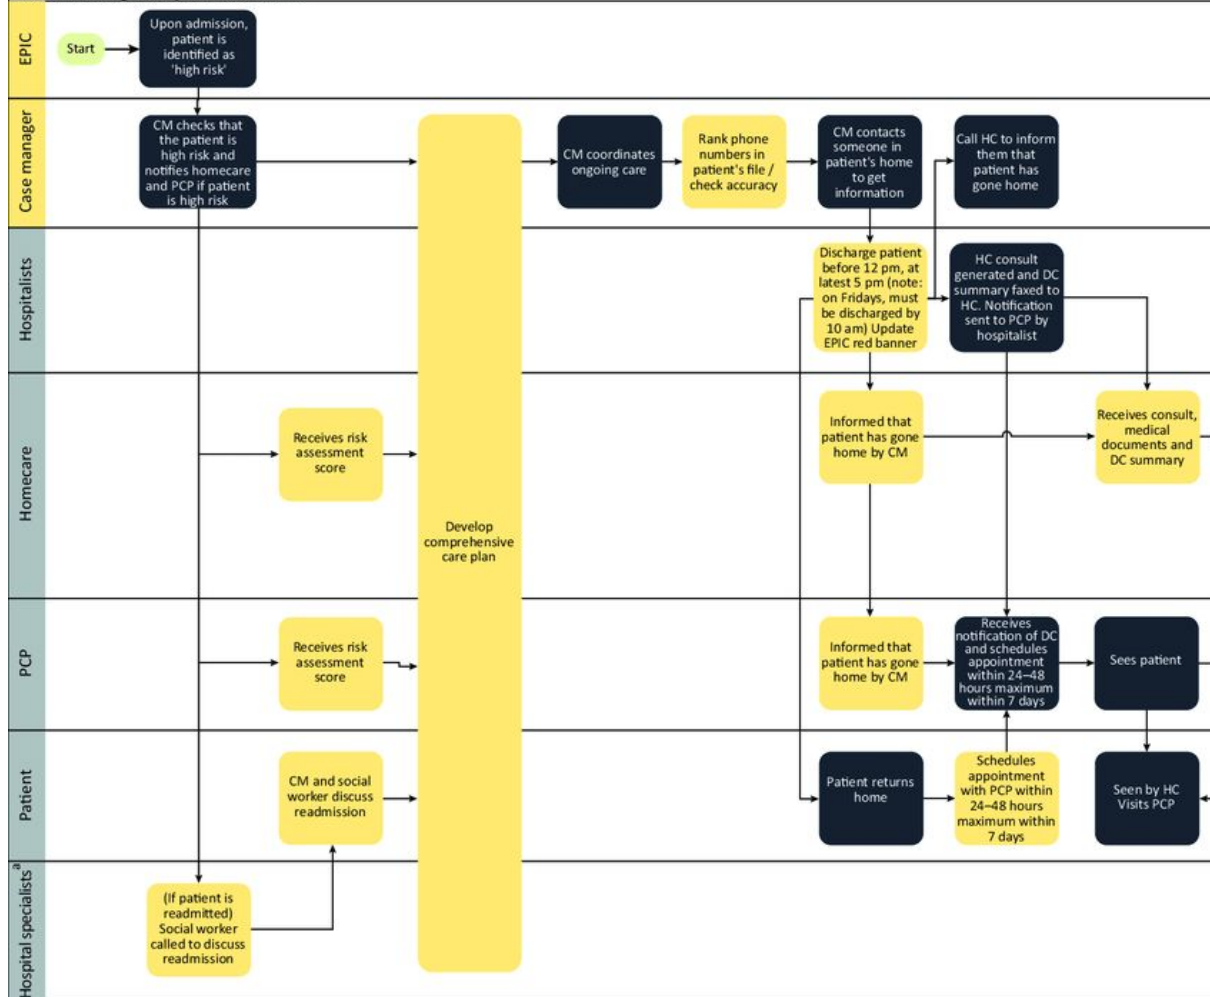 EPIC
Start
Upon admission,
patient is
identified as
'high risk'
Case manager
CM checks that
the patient is
high risk and
notifies homecare
and PCP if patient
is high risk
CM coordinates
ongoing care
Rank phone
numbers in
patient's file /
check accuracy
CM contacts
someone in
patient's home
to get
information
Call HC to inform
them that
patient has
gone home
Hospitalists
Discharge patient
before 12 pm, at
latest 5 pm (note:
on Fridays, must
be discharged by
10 am) Update
EPIC red banner
HC consult
generated and DC
summary faxed to
HC. Notification
sent to PCP by
hospitalist
Homecare
Receives risk
assessment
score
Develop
comprehensive
care plan
Informed that
patient has gone
home by CM
Receives consult,
medical
documents and
DC summary
PCP
Receives risk
assessment
score
Informed that
patient has gone
home by CM
Receives
notification of DC
and schedules
appointment
within 24–48
hours maximum
within 7 days
Sees patient
Patient
CM and social
worker discuss
readmission
Patient returns
home
Schedules
appointment
with PCP within
24–48 hours
maximum within
7 days
Seen by HC
Visits PCP
Hospital specialists a
(If patient is
readmitted)
Social worker
called to discuss
readmission